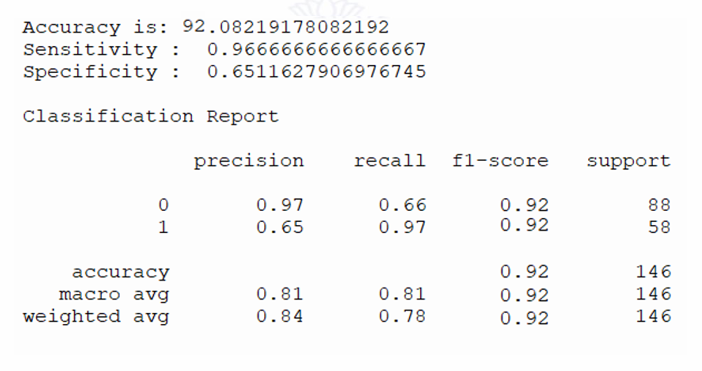 Accuracy is: 92.08219178082192
Sensitivity :  0.9666666666666667
Specificity :  0.6511627906976745
Classification Report
precision recall f1-score support
0 0.97 0.66 0.92 88
1 0.65 0.97 0.92 58
accuracy 0.92 146
macro avg 0.81 0.81 0.92 146
weighted avg 0.84 0.78 0.92 146